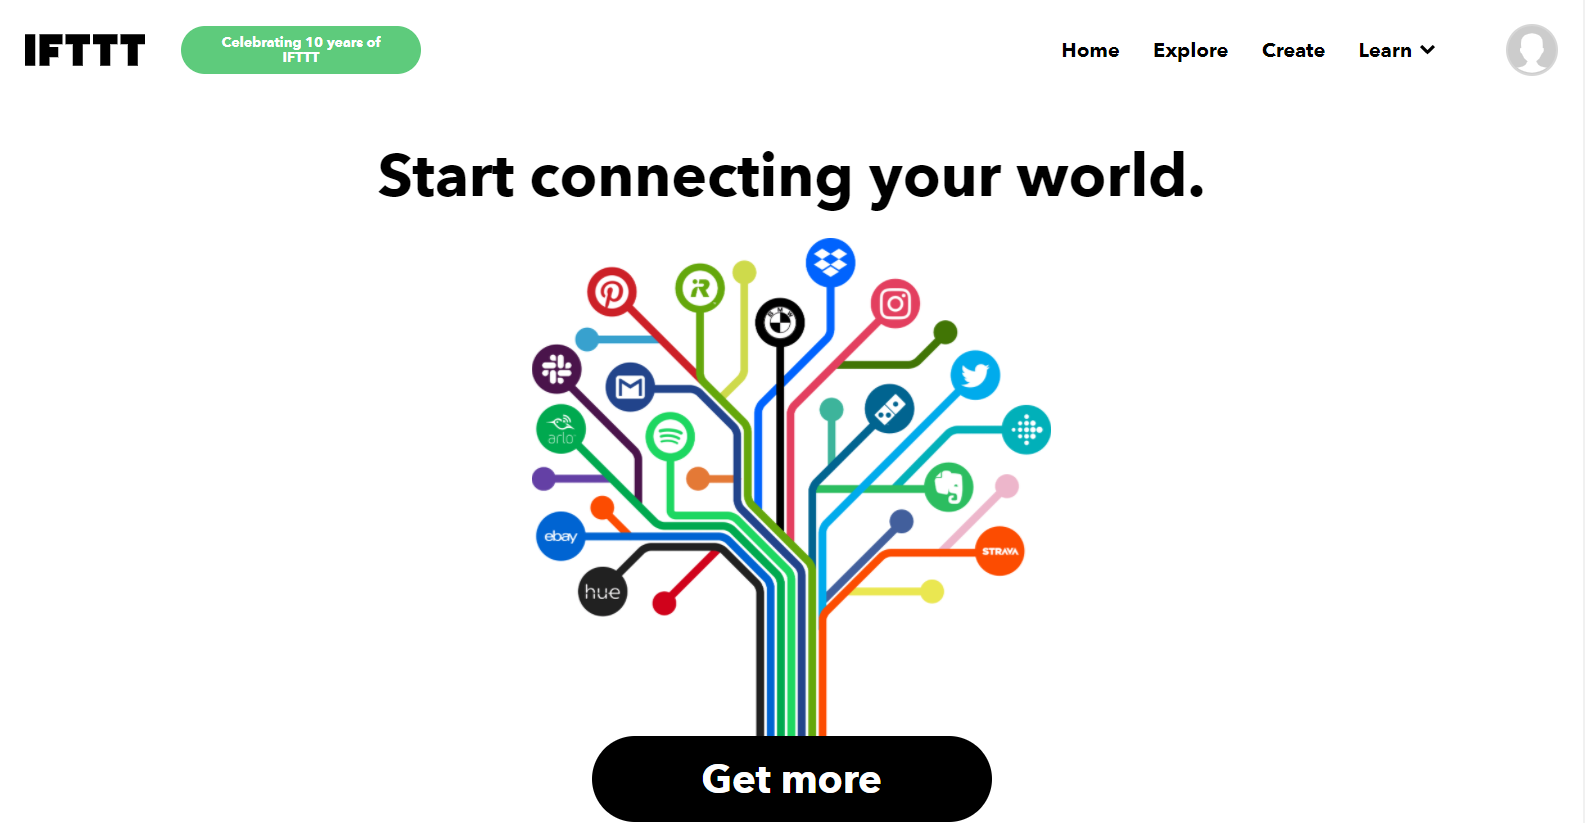 IFTTT
Celebrating 10 years of
IFTTT
Home
Explore
Create
Learn
Start connecting your world.
BMW
arlo
ebay
STRAVA
hue
Get more